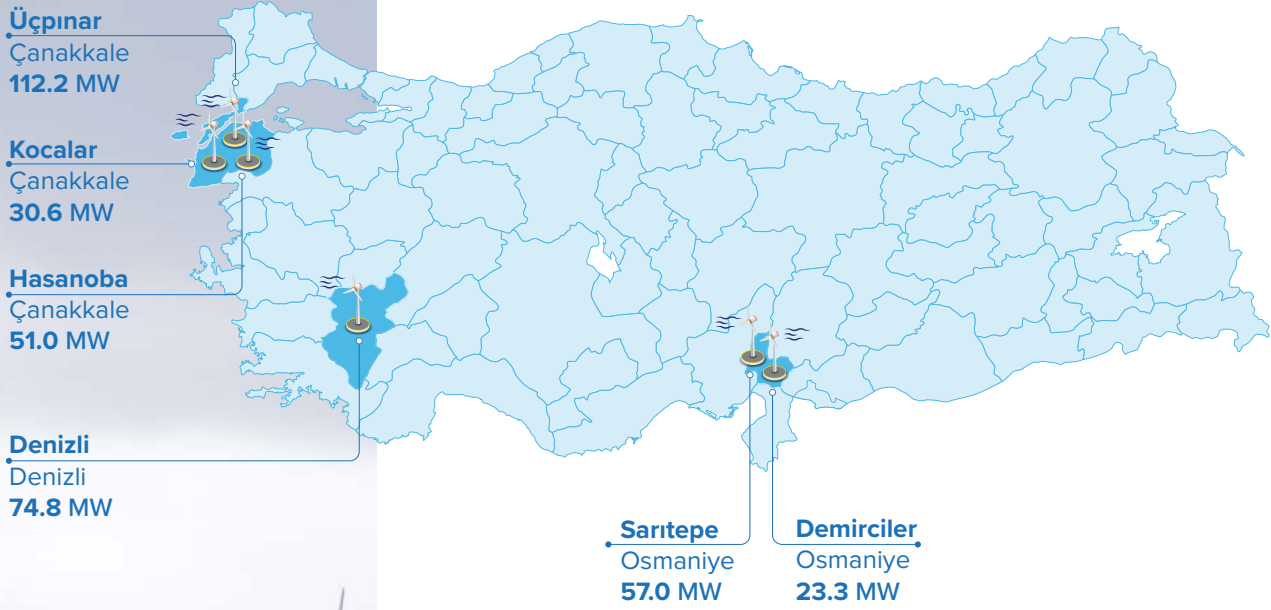 Üçpınar
Çanakkale
112.2 MW
Kocalar
Çanakkale
30.6 MW
Hasanoba
Çanakkale
51.0 MW
Denizli
Denizli
74.8 MW
Sarıtepe
Osmaniye
57.0 MW
Demirciler
Osmaniye
23.3 MW